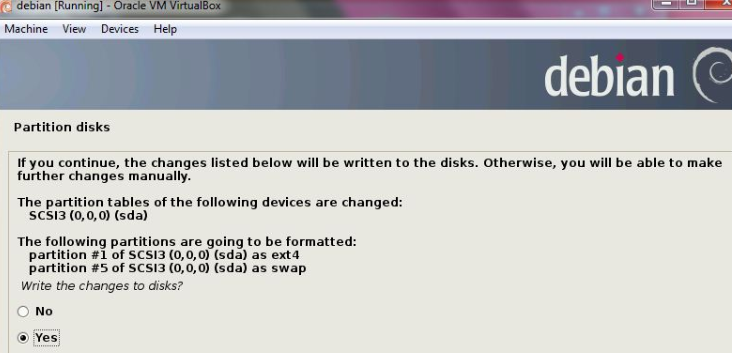 debian [Running] - Oracle VM VirtualBox
Machine View Devices Help
debian
Partition disks
If you continue, the changes listed below will be written to the disks. Otherwise, you will be able to make
further changes manually.
The partition tables of the following devices are changed:
SCSI3 (0,0,0) (sda)
The following partitions are going to be formatted:
partition #1 of SCSI3 (0,0,0) (sda) as ext4
partition #5 of SCSI3 (0,0,0) (sda) as swap
Write the changes to disks?
No
Yes